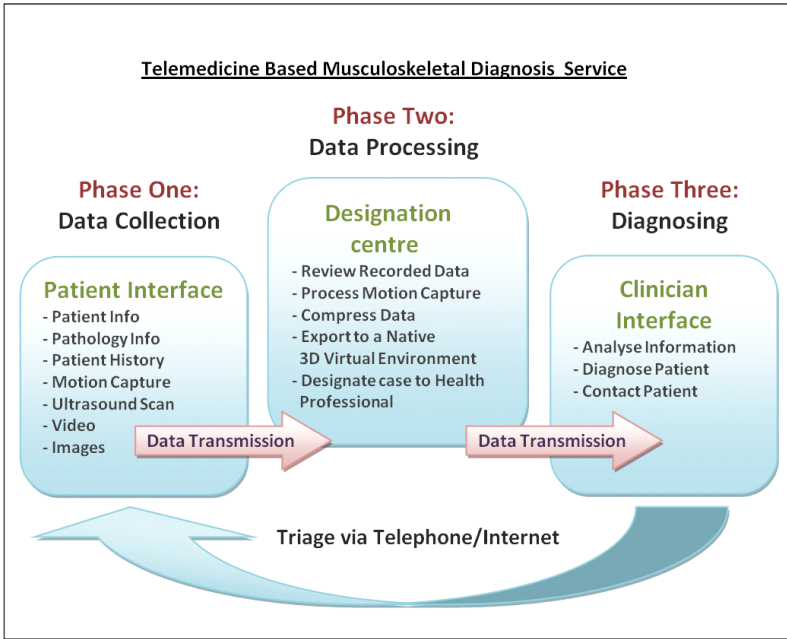 Telemedicine Based Musculoskeletal Diagnosis Service
Phase One:
Data Collection
Patient Interface
- Patient Info
- Pathology Info
- Patient History
- Motion Capture
- Ultrasound Scan
- Video
- Images
Data Transmission
Phase Two:
Data Processing
Designation
centre
- Review Recorded Data
- Process Motion Capture
- Compress Data
- Export to a Native
3D Virtual Environment
- Designate case to Health
Professional
Data Transmission
Phase Three:
Diagnosing
Clinician
Interface
- Analyse Information
- Diagnose Patient
- Contact Patient
Triage via Telephone/Internet